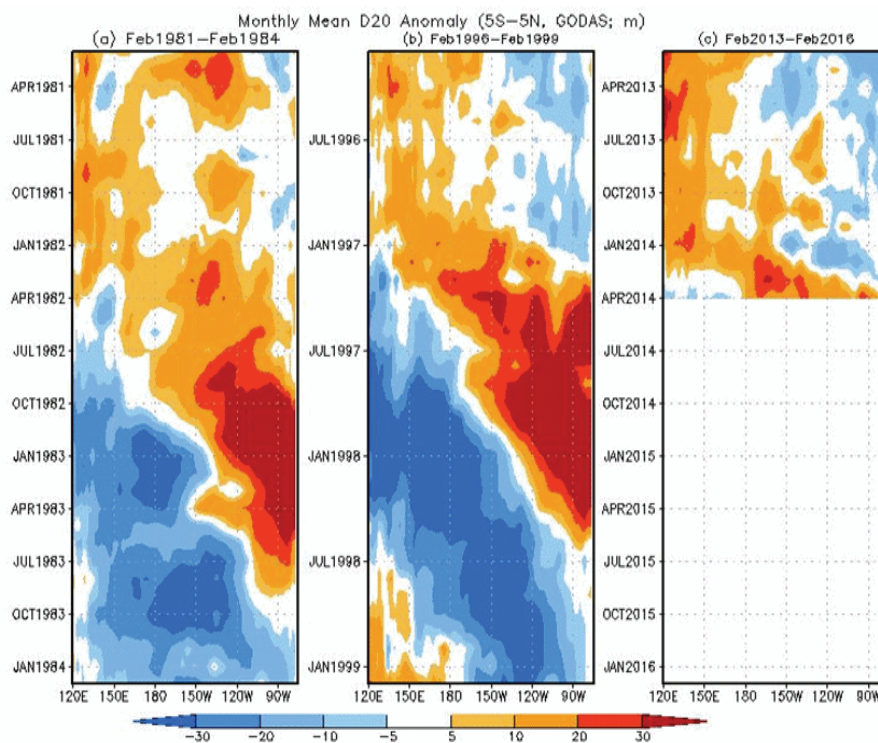 Monthly Mean D20 Anomaly (5S−5N, GODAS; m)
(a) Feb1981−Feb1984
(b) Feb1996−Feb1999
(c) Feb2013−Feb2016
APR1981
JUL1981
OCT1981
JAN1982
APR1982
JUL1982
OCT1982
JAN1983
APR1983
JUL1983
OCT1983
JAN1984
120E 150E 180 150W 120W 90W
JUL1996
JAN1997
JUL1997
JAN1998
JUL1998
JAN1999
120E 150E 180 150W 120W 90W
APR2013
JUL2013
OCT2013
JAN2014
APR2014
JUL2014
OCT2014
JAN2015
APR2015
JUL2015
OCT2015
JAN2016
120E 150E 180 150W 120W 90W
−30 −20 −10 −5 5 10 20 30